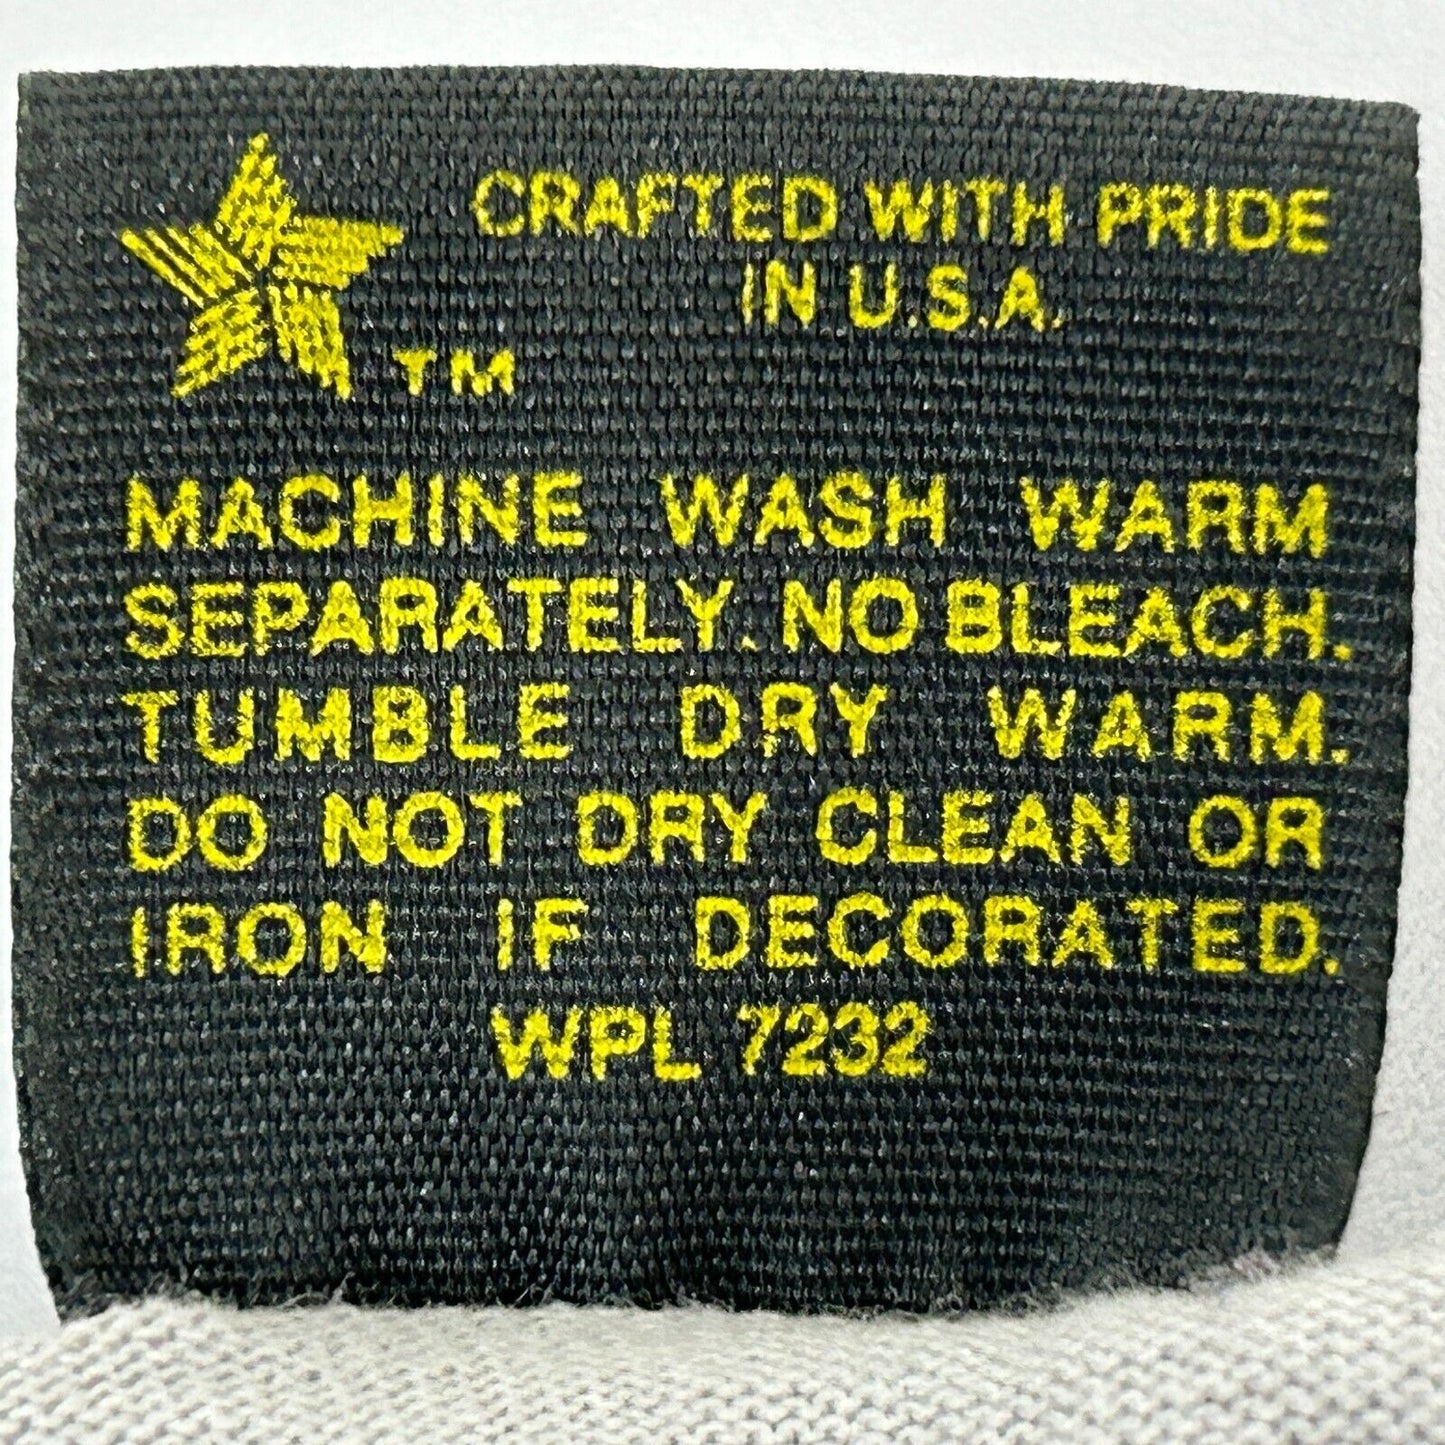 CRAFTED WITH PRIDE
IN U.S.A.
TM
MACHINE WASH WARM
SEPARATELY. NO BLEACH.
TUMBLE DRY WARM.
DO NOT DRY CLEAN OR
IRON IF DECORATED.
WPL 7232